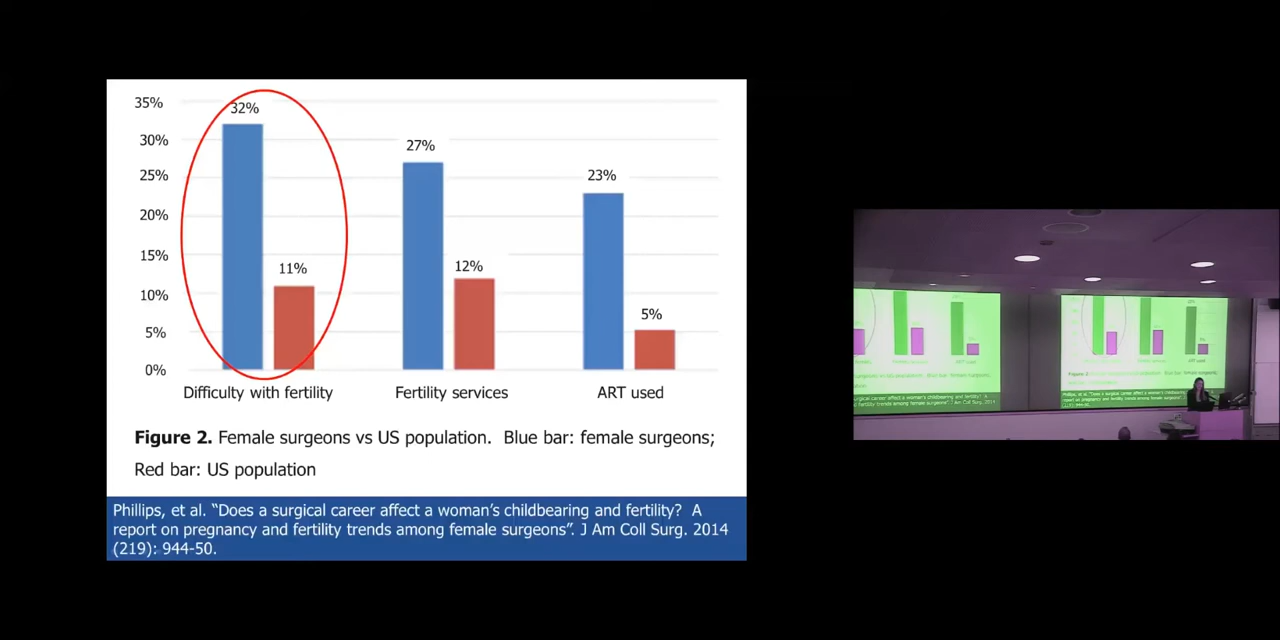 35%
30%
25%
20%
15%
10%
5%
0%
32%
11%
27%
12%
23%
5%
Difficulty with fertility
Fertility services
ART used
Figure 2. Female surgeons vs US population. Blue bar: female surgeons;
Red bar: US population
Phillips, et al. “Does a surgical career affect a woman’s childbearing and fertility? A
report on pregnancy and fertility trends among female surgeons”. J Am Coll Surg. 2014
(219): 944-50.